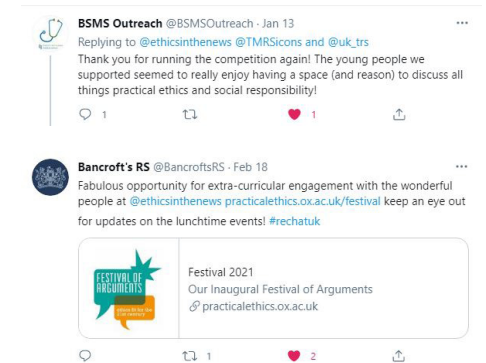 BSMS Outreach @BSMSOutreach · Jan 13
Replying to @ethicsinthenews @TMRSicons and @uk_trs
Thank you for running the competition again! The young people we
supported seemed to really enjoy having a space (and reason) to discuss all
things practical ethics and social responsibility!
1 1
Bancroft's RS @BancroftsRS · Feb 18
Fabulous opportunity for extra-curricular engagement with the wonderful
people at @ethicsinthenews practicalethics.ox.ac.uk/festival keep an eye out
for updates on the lunchtime events! #rechatuk
FESTIVAL OF
ARGUMENTS
Festival 2021
Our Inaugural Festival of Arguments
practicalethics.ox.ac.uk
1 2